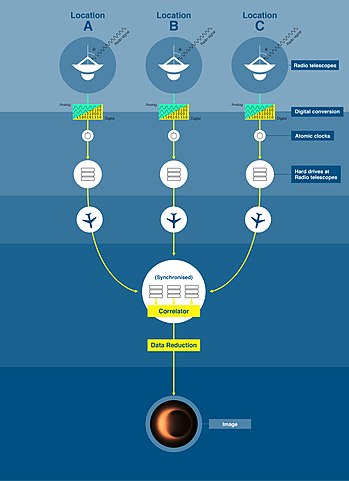 Location
A
Location
B
Location
C
Radio signal
Radio signal
Radio signal
Radio telescopes
Analog
Analog
Analog
Digital conversion
Digital
Digital
Digital
Atomic clocks
Hard drives at
Radio telescopes
(Synchronised)
Correlator
Data Reduction
Image